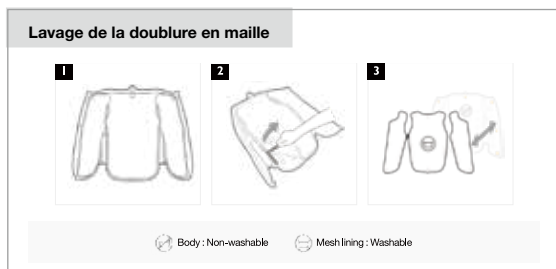 Lavage de la doublure en maille
1 2 3
Body : Non-washable Mesh lining : Washable